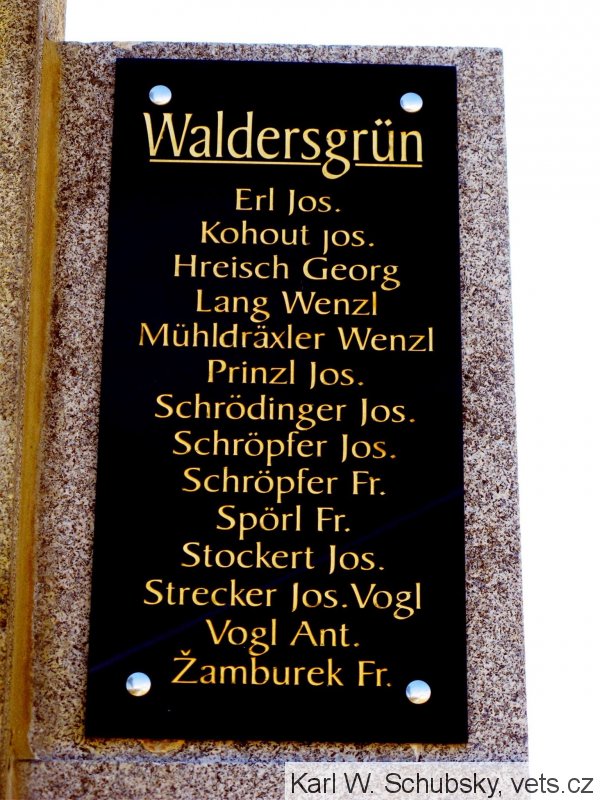 Waldersgrün
Erl Jos.
Kohout jos.
Hreisch Georg
Lang Wenzl
Mühldräxler Wenzl
Prinzl Jos.
Schrödinger Jos.
Schröpfer Jos.
Schröpfer Fr.
Spörl Fr.
Stockert Jos.
Strecker Jos.Vogl
Vogl Ant.
Žamburek Fr.
Karl W. Schubsky, vets.cz